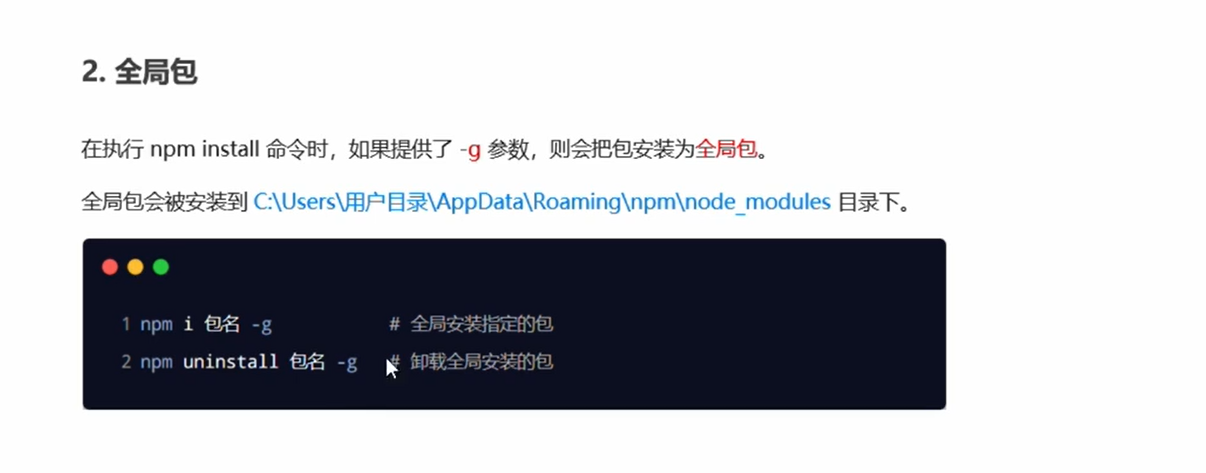 2. 全局包
在执行 npm install 命令时，如果提供了 -g 参数，则会把包安装为全局包。
全局包会被安装到 C:\Users\用户目录\AppData\Roaming\npm\node_modules 目录下。
1 npm i 包名 -g # 全局安装指定的包
2 npm uninstall 包名 -g # 卸载全局安装的包